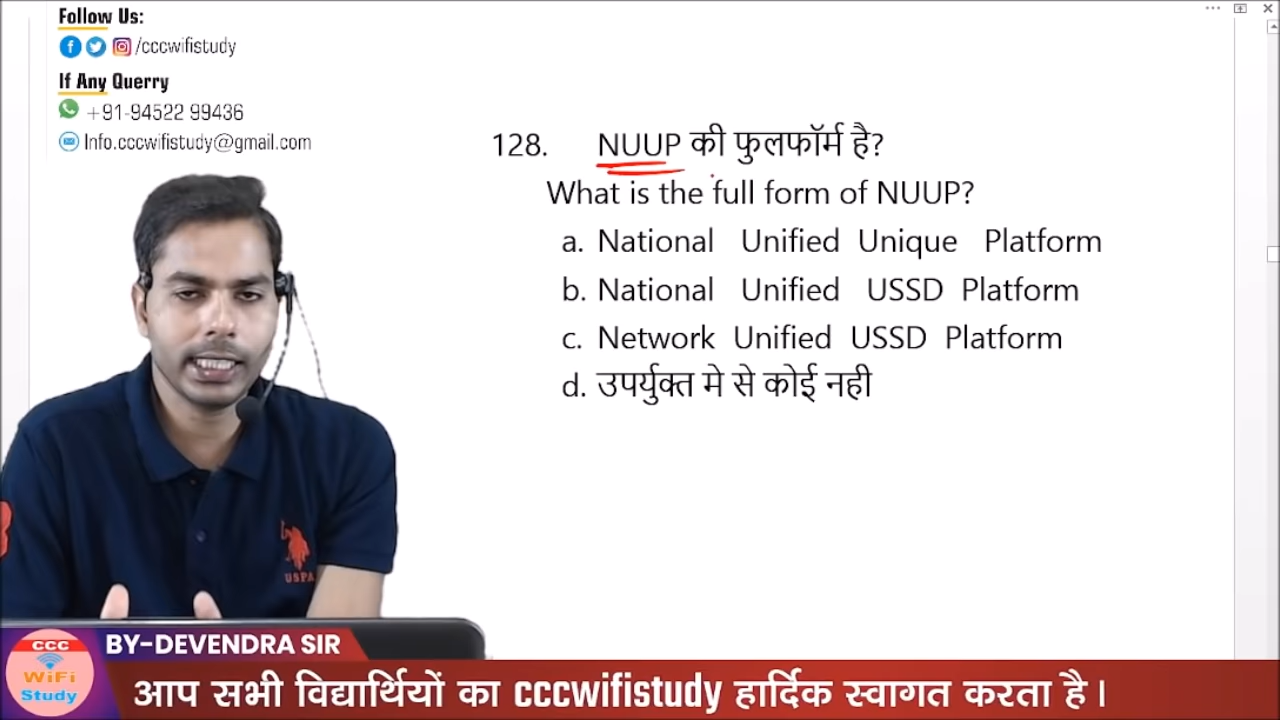 Follow Us:
/cccwifistudy
If Any Querry
+91-94522 99436
Info.cccwifistudy@gmail.com
128. NUUP की फुलफॉर्म है?
What is the full form of NUUP?
a. National Unified Unique Platform
b. National Unified USSD Platform
c. Network Unified USSD Platform
d. उपर्युक्त मे से कोई नही
USPA
CCC
WiFi
Study
BY-DEVENDRA SIR
आप सभी विद्यार्थियों का cccwifistudy हार्दिक स्वागत करता है।